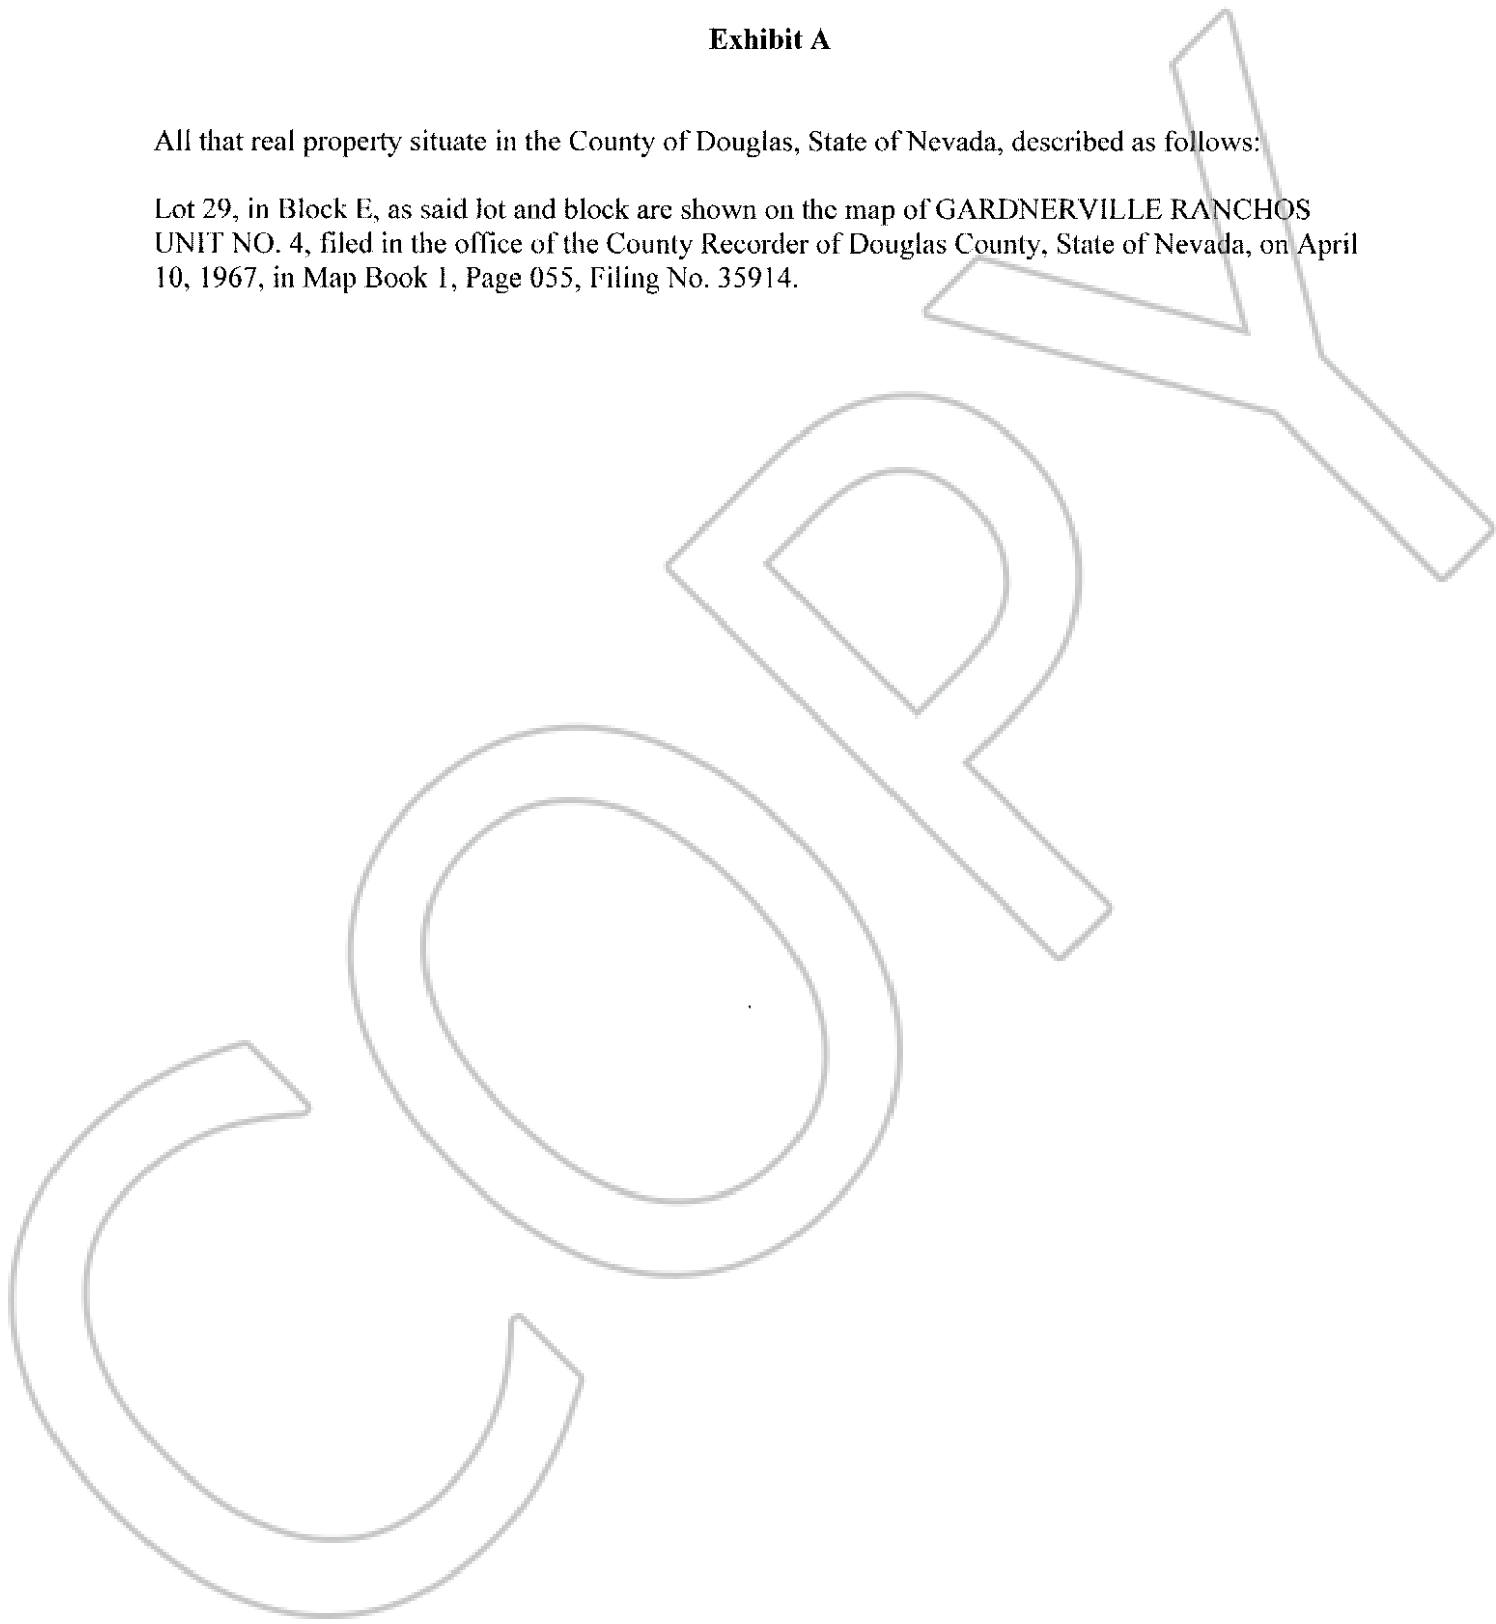 Exhibit A
All that real property situate in the County of Douglas, State of Nevada, described as follows:
Lot 29, in Block E, as said lot and block are shown on the map of GARDNERVILLE RANCHOS
UNIT NO. 4, filed in the office of the County Recorder of Douglas County, State of Nevada, on April
10, 1967, in Map Book 1, Page 055, Filing No. 35914.
COPY